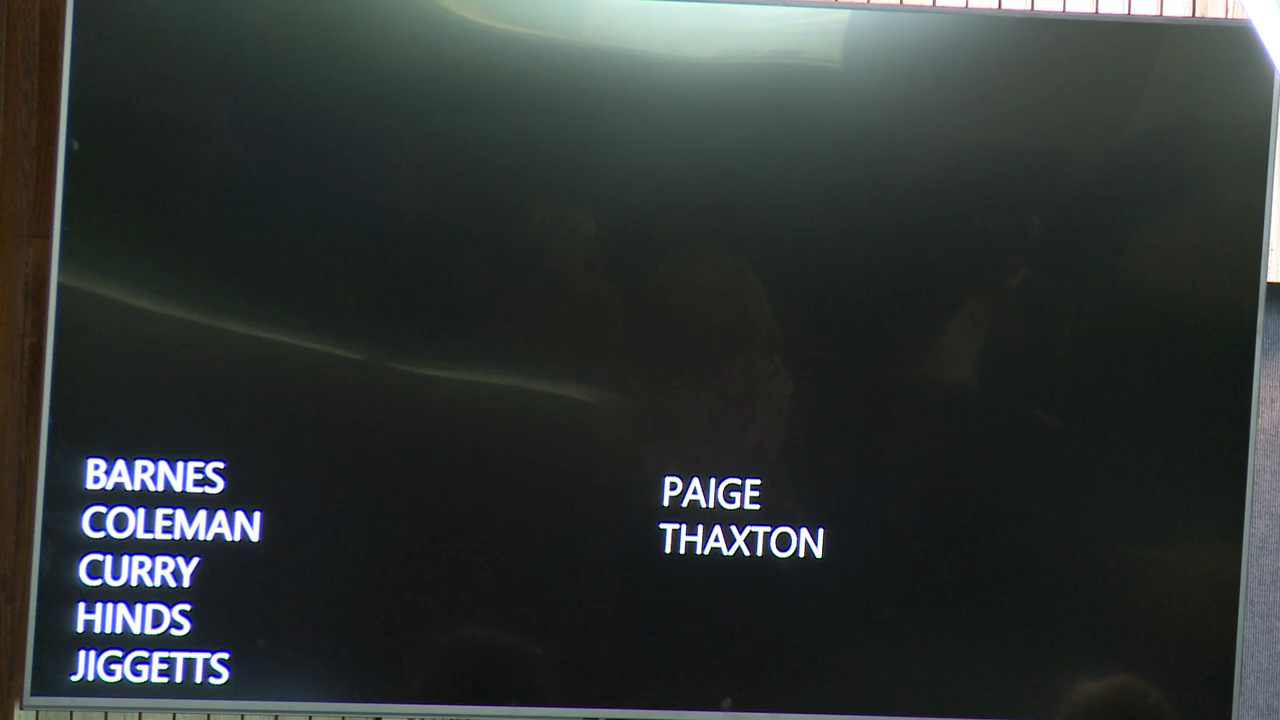 BARNES
COLEMAN
CURRY
HINDS
JIGGETTS
PAIGE
THAXTON